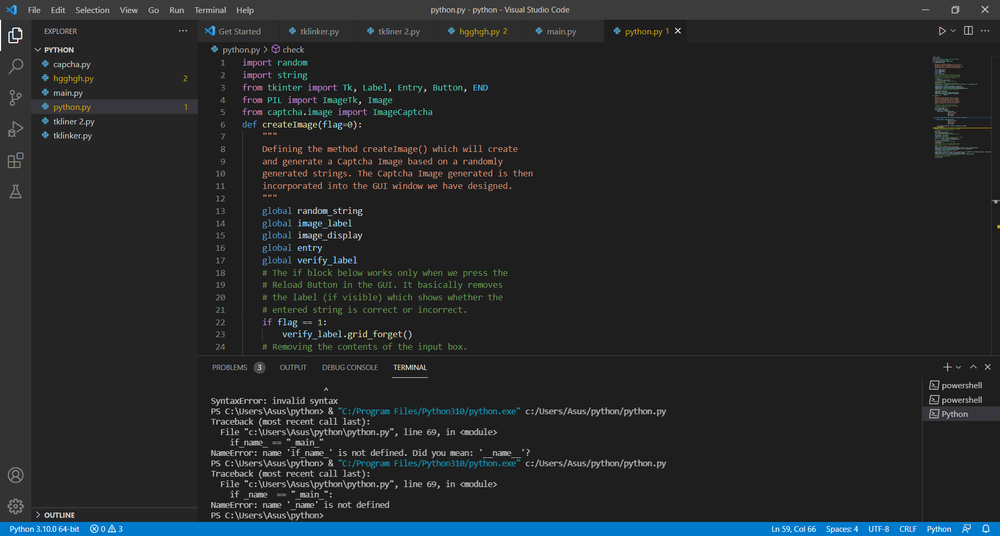 File Edit Selection View Go Run Terminal Help
python.py - python - Visual Studio Code
EXPLORER
PYTHON
capcha.py
hgghgh.py 2
main.py
python.py 1
tkliner 2.py
tklinker.py
OUTLINE
Get Started tklinker.py tkliner 2.py hgghgh.py 2 main.py python.py 1
python.py > check
1 import random
2 import string
3 from tkinter import Tk, Label, Entry, Button, END
4 from PIL import ImageTk, Image
5 from captcha.image import ImageCaptcha
6 def createImage(flag=0):
7 """
8 Defining the method createImage() which will create
9 and generate a Captcha Image based on a randomly
10 generated strings. The Captcha Image generated is then
11 incorporated into the GUI window we have designed.
12 """
13 global random_string
14 global image_label
15 global image_display
16 global entry
17 global verify_label
18 # The if block below works only when we press the
19 # Reload Button in the GUI. It basically removes
20 # the label (if visible) which shows whether the
21 # entered string is correct or incorrect.
22 if flag == 1:
23 verify_label.grid_forget()
24 # Removing the contents of the input box.
PROBLEMS 3 OUTPUT DEBUG CONSOLE TERMINAL
^
SyntaxError: invalid syntax
PS C:\Users\Asus\python> & "C:/Program Files/Python310/python.exe" c:/Users/Asus/python/python.py
Traceback (most recent call last):
File "c:\Users\Asus\python\python.py", line 69, in <module>
if_name_ == "_main_"
NameError: name 'if_name_' is not defined. Did you mean: '__name__'?
PS C:\Users\Asus\python> & "C:/Program Files/Python310/python.exe" c:/Users/Asus/python/python.py
Traceback (most recent call last):
File "c:\Users\Asus\python\python.py", line 69, in <module>
if _name  == "_main_":
NameError: name '_name' is not defined
PS C:\Users\Asus\python>
powershell
powershell
Python
Python 3.10.0 64-bit 0 3
Ln 59, Col 66 Spaces: 4 UTF-8 CRLF Python